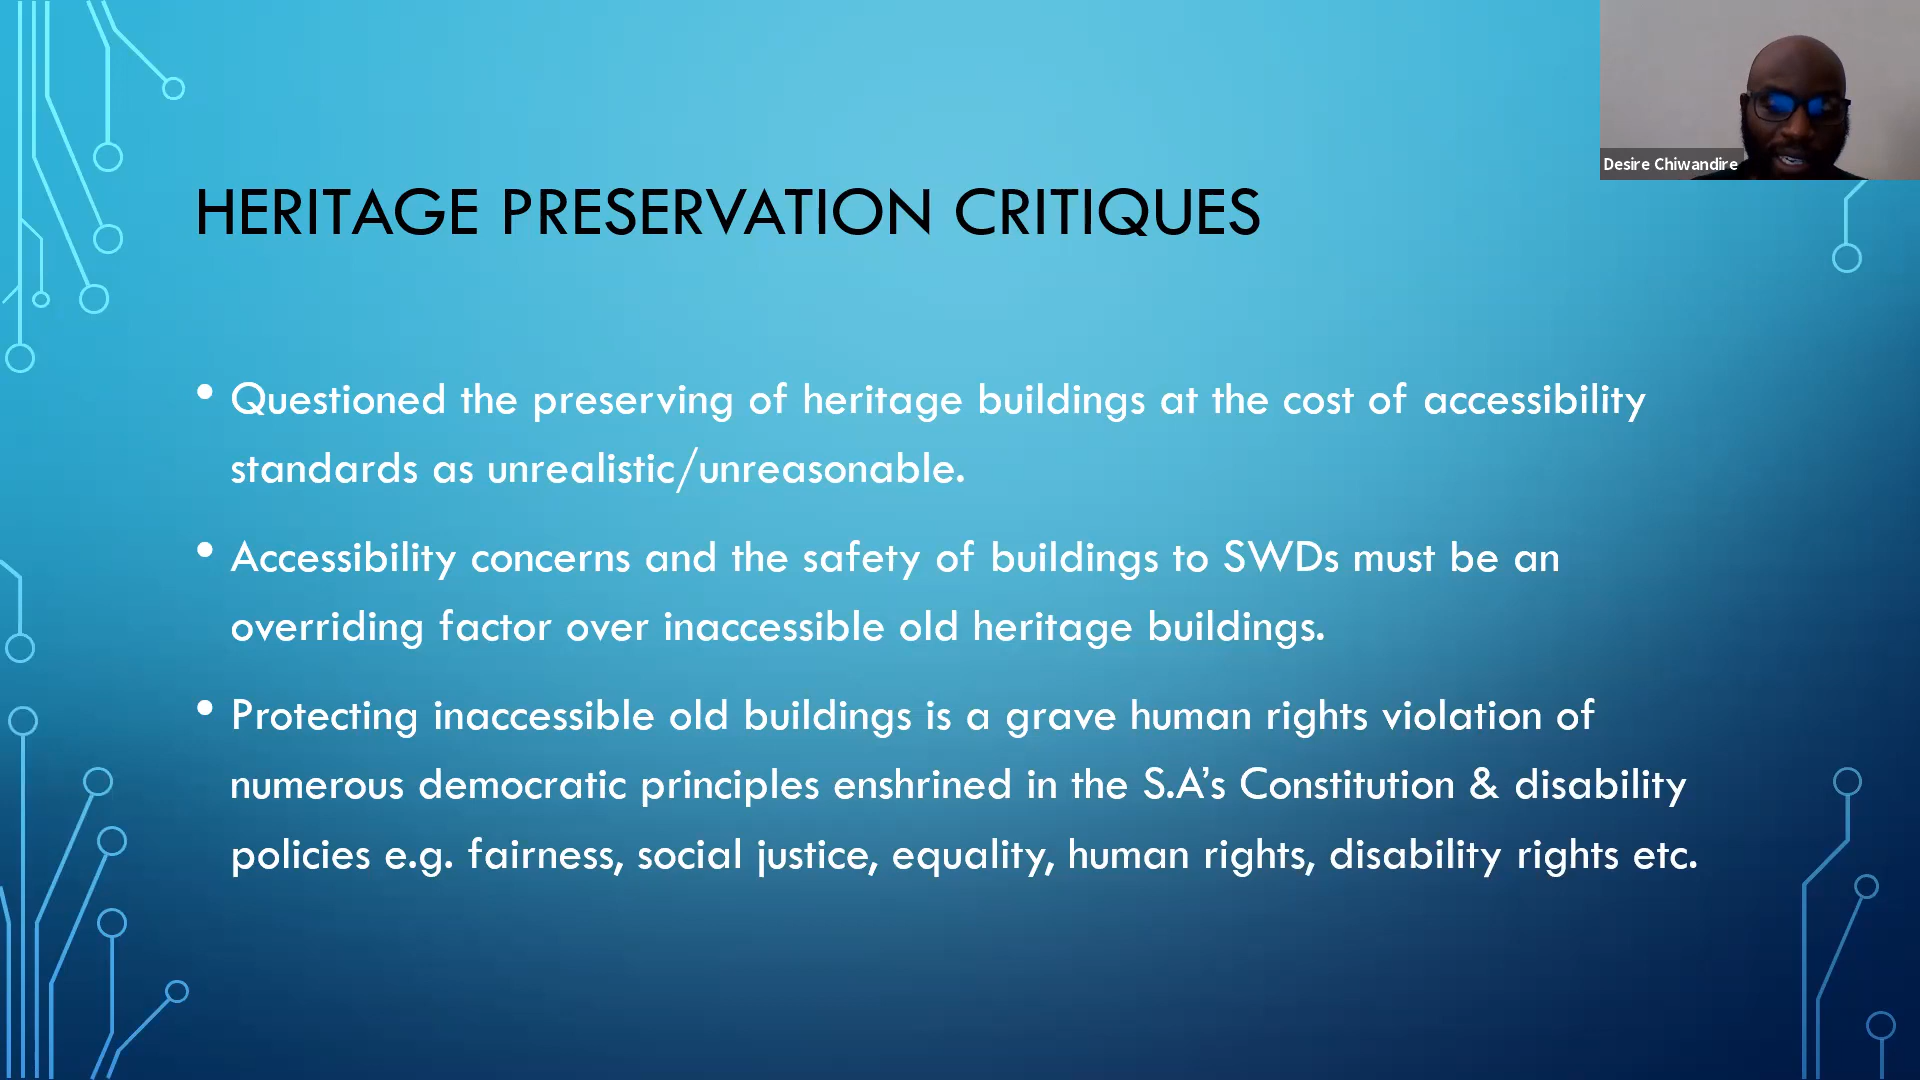 Desire Chiwandire
HERITAGE PRESERVATION CRITIQUES
• Questioned the preserving of heritage buildings at the cost of accessibility
standards as unrealistic/unreasonable.
• Accessibility concerns and the safety of buildings to SWDs must be an
overriding factor over inaccessible old heritage buildings.
• Protecting inaccessible old buildings is a grave human rights violation of
numerous democratic principles enshrined in the S.A’s Constitution & disability
policies e.g. fairness, social justice, equality, human rights, disability rights etc.